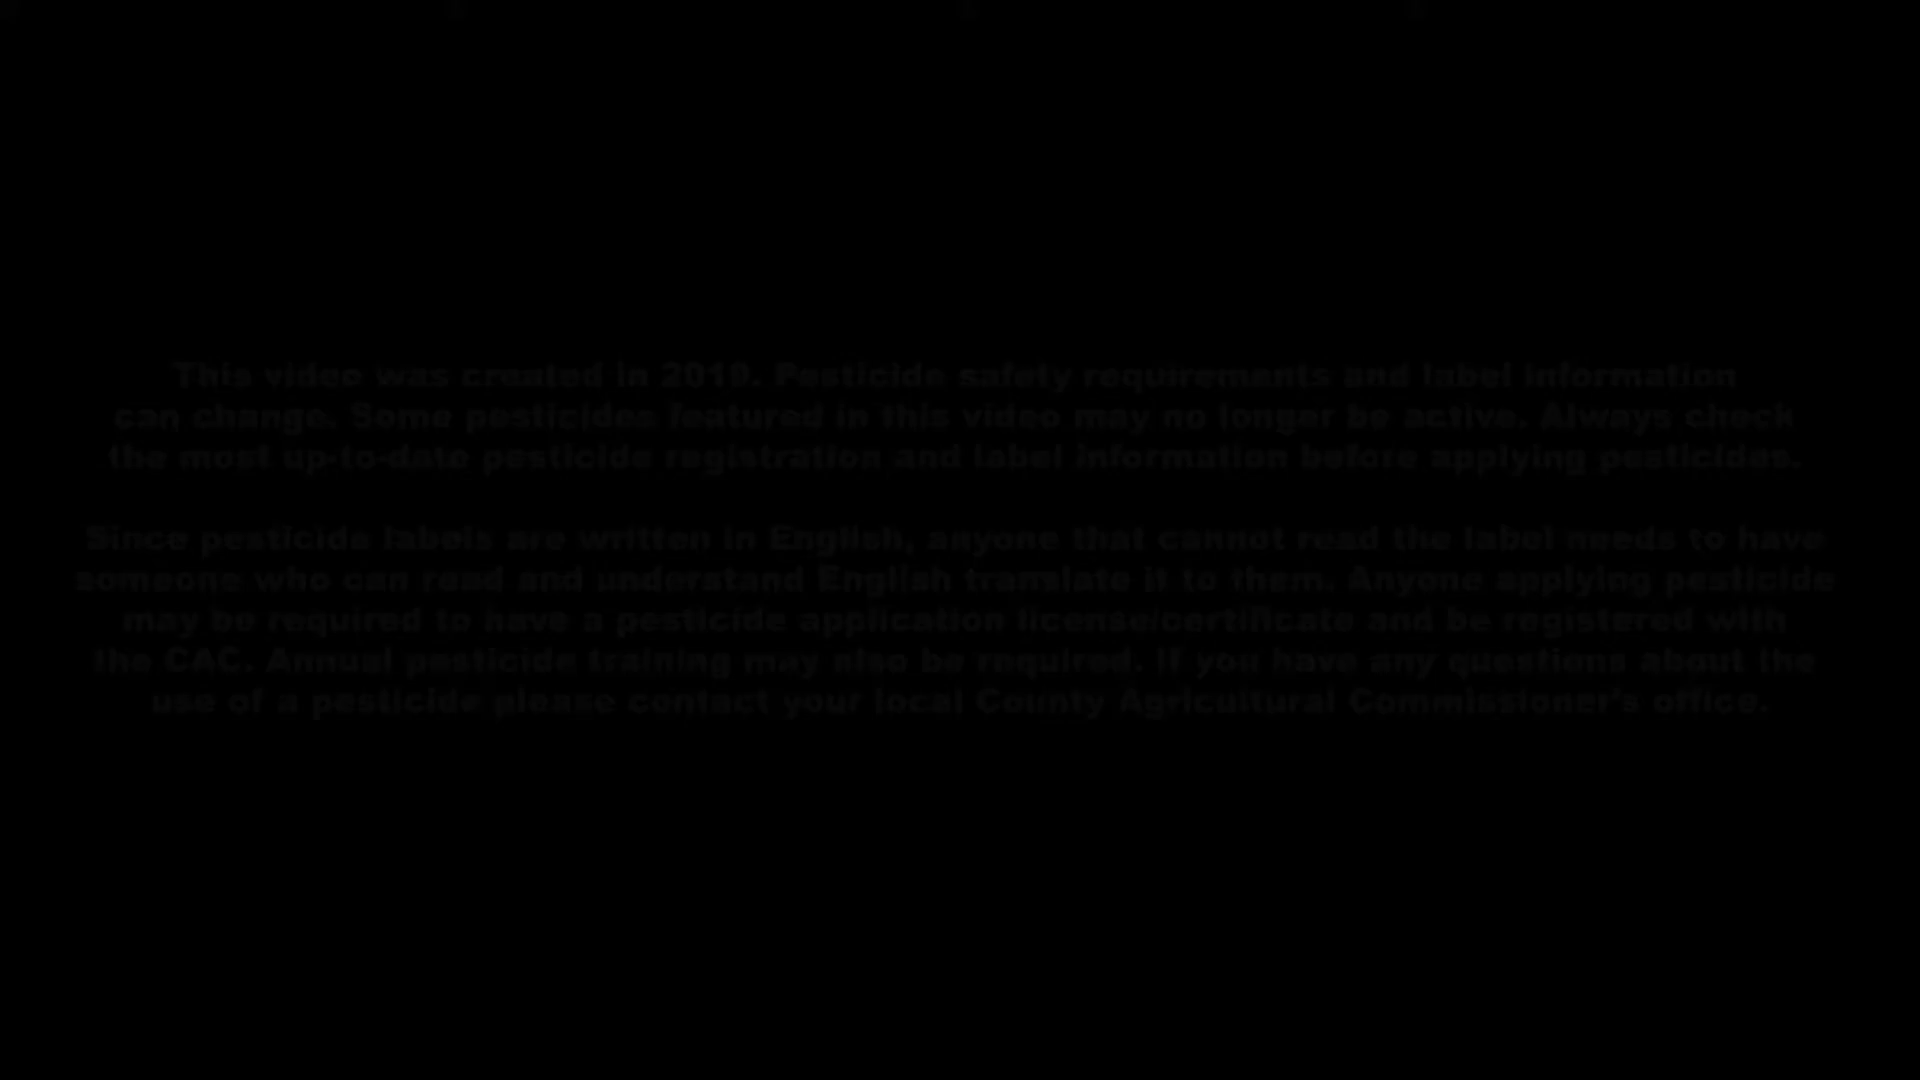 This video was created in 2019. Pesticide safety requirements and label information
can change. Some pesticides featured in this video may no longer be active. Always check
the most up-to-date pesticide registration and label information before applying pesticides.
Since pesticide labels are written in English, anyone that cannot read the label needs to have
someone who can read and understand English translate it to them. Anyone applying pesticide
may be required to have a pesticide application license/certificate and be registered with
the CAC. Annual pesticide training may also be required. If you have any questions about the
use of a pesticide please contact your local County Agricultural Commissioner's office.